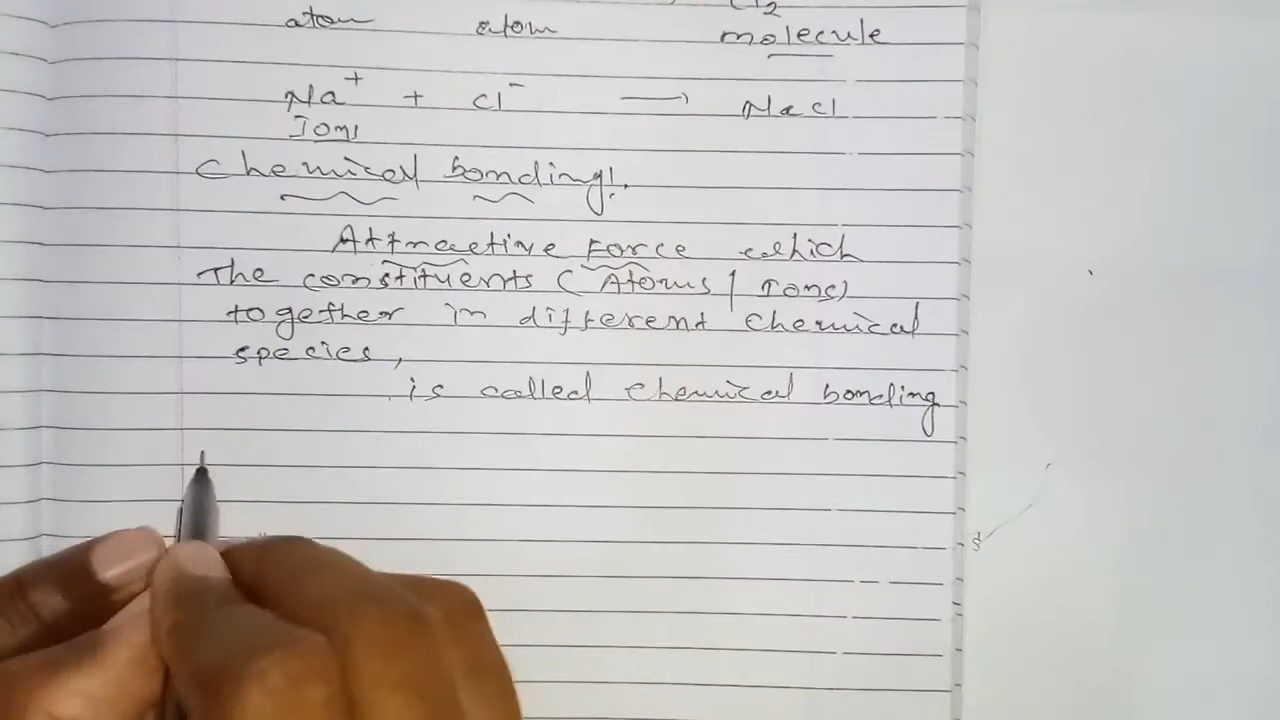 Cl2
atom atom molecule
Na+ + Cl- → NaCl
Ions
Chemical bonding!.
Attractive Force which
The constituents (Atoms / Ions)
together in different chemical
species,
is called chemical bonding